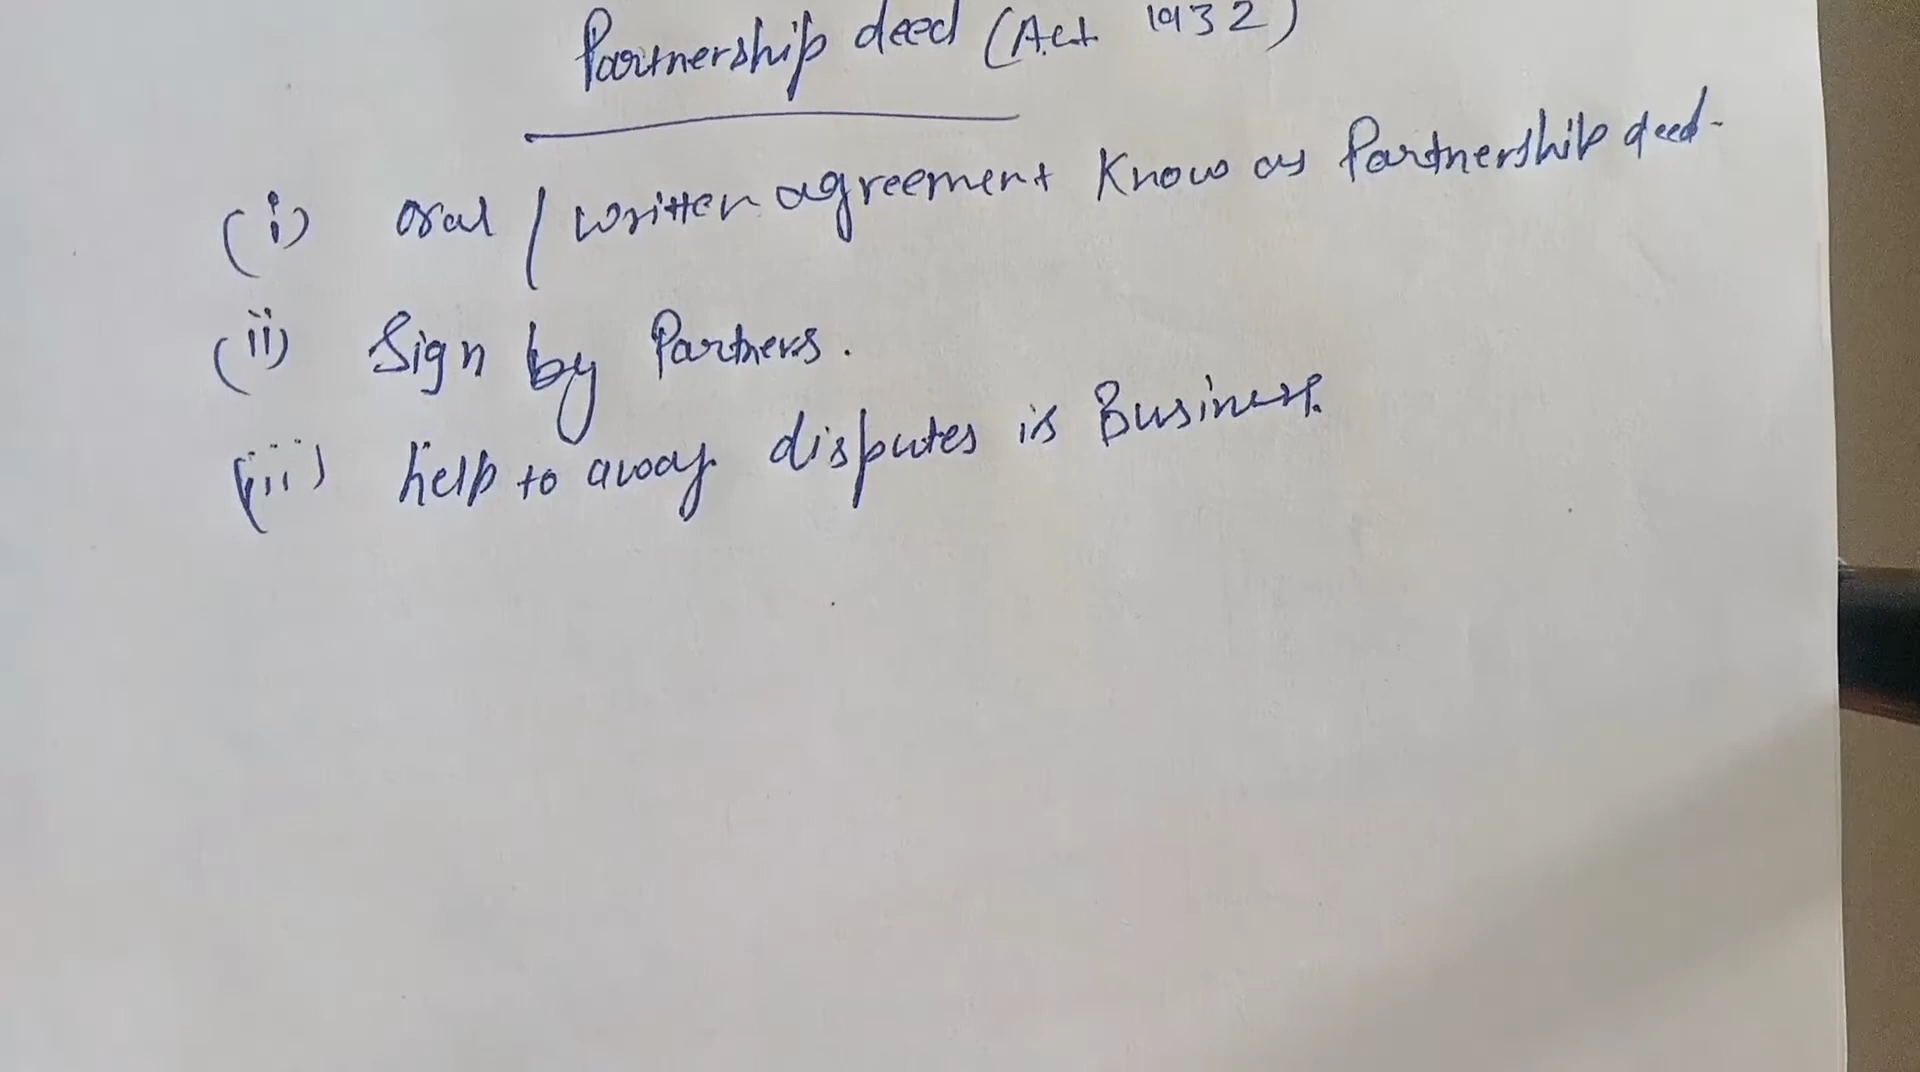 Partnership deed (Act 1932)
(i) oral / written agreement Know as Partnership deed.
(ii) Sign by Partners.
(iii) help to away disputes is Business.